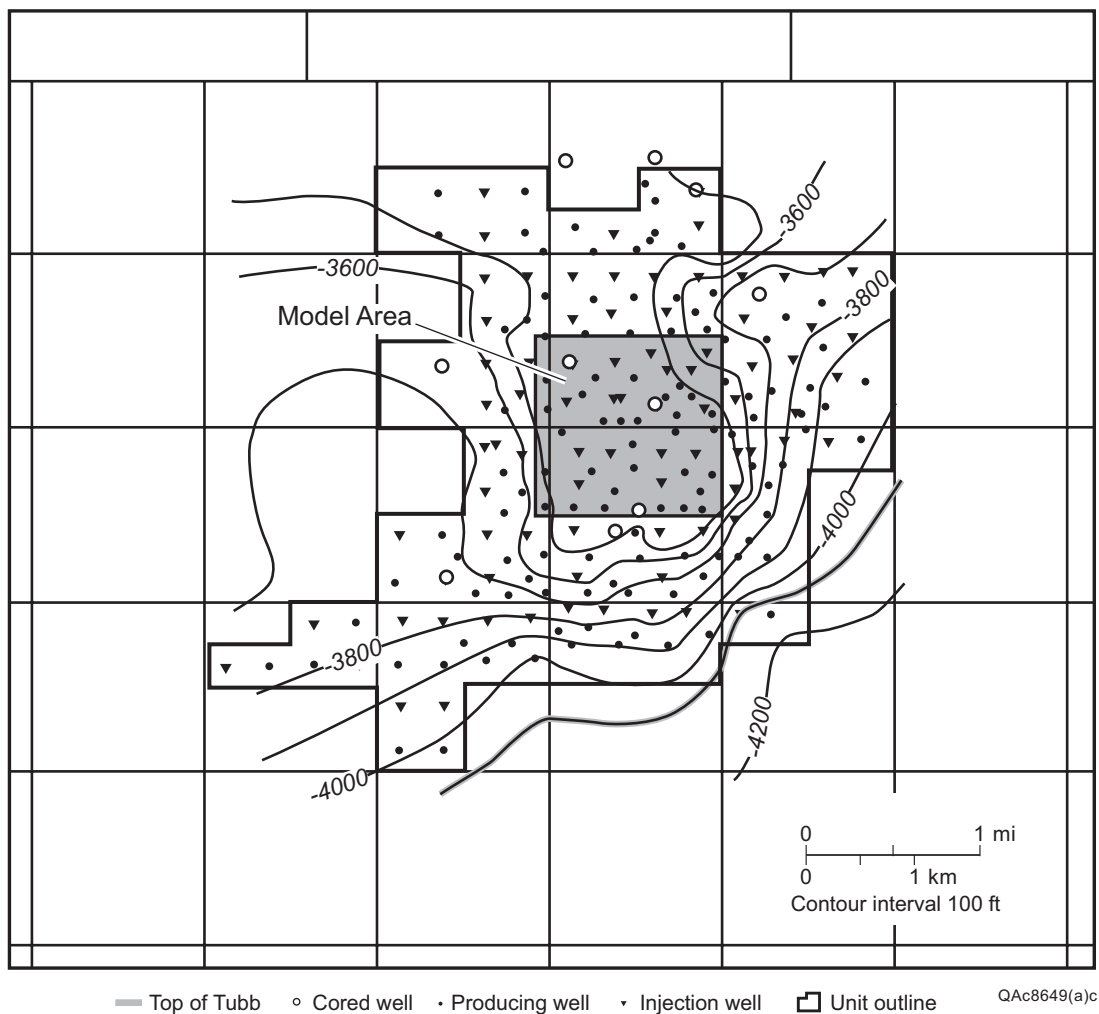 -3600
-3600
-3800
Model Area
-4000
-3800
-4200
-4000
0 1 mi
0 1 km
Contour interval 100 ft
Top of Tubb Cored well Producing well Injection well Unit outline
QAc8649(a)c